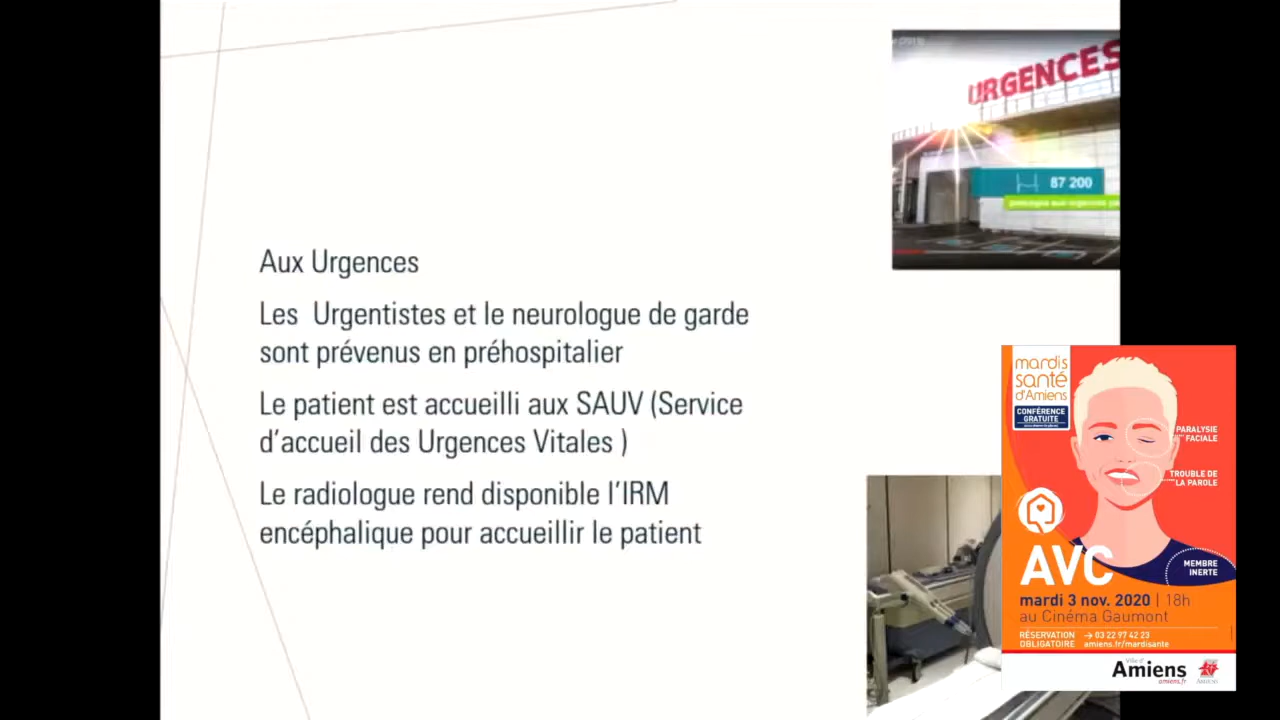 Aux Urgences
Les Urgentistes et le neurologue de garde
sont prévenus en préhospitalier
Le patient est accueilli aux SAUV (Service
d'accueil des Urgences Vitales )
Le radiologue rend disponible l'IRM
encéphalique pour accueillir le patient
URGENCES
87 200
mardis
santé
d'Amiens
CONFÉRENCE
GRATUITE
PARALYSIE
FACIALE
TROUBLE DE
LA PAROLE
AVC
MEMBRE
INERTE
mardi 3 nov. 2020 | 18h
au Cinéma Gaumont
RÉSERVATION → 03 22 97 42 23
OBLIGATOIRE amiens.fr/mardisante
Ville d'
Amiens
amiens.fr